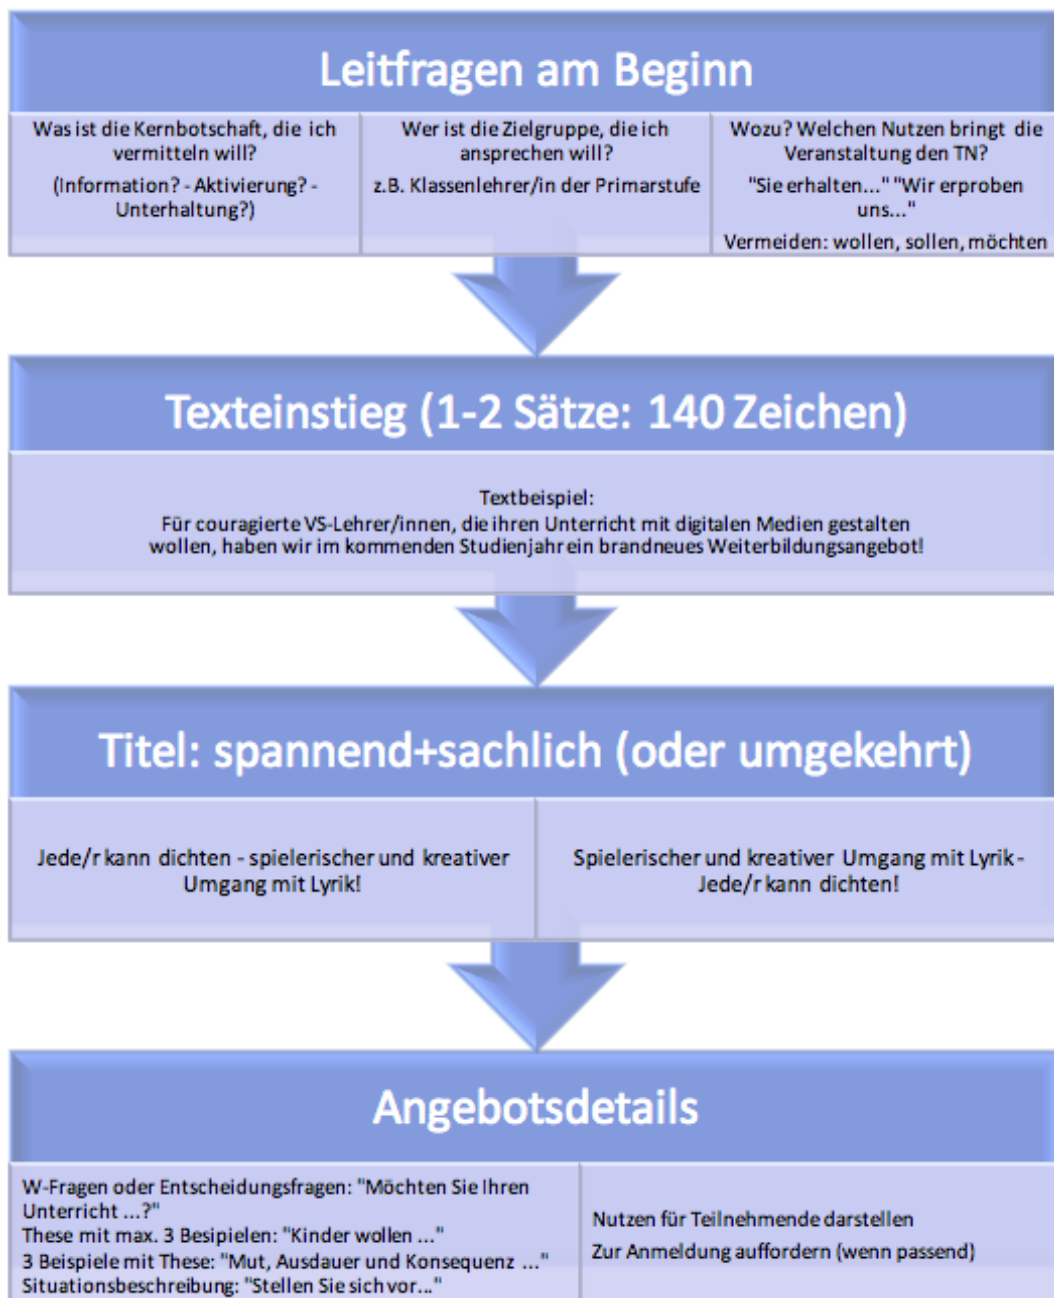 Leitfragen am Beginn
Was ist die Kernbotschaft, die ich
vermitteln will?
(Information? - Aktivierung? -
Unterhaltung?)
Wer ist die Zielgruppe, die ich
ansprechen will?
z.B. Klassenlehrer/in der Primarstufe
Wozu? Welchen Nutzen bringt die
Veranstaltung den TN?
"Sie erhalten..." "Wir erproben
uns..."
Vermeiden: wollen, sollen, möchten
Texteinstieg (1-2 Sätze: 140 Zeichen)
Textbeispiel:
Für couragierte VS-Lehrer/innen, die ihren Unterricht mit digitalen Medien gestalten
wollen, haben wir im kommenden Studienjahr ein brandneues Weiterbildungsangebot!
Titel: spannend+sachlich (oder umgekehrt)
Jede/r kann dichten - spielerischer und kreativer
Umgang mit Lyrik!
Spielerischer und kreativer Umgang mit Lyrik -
Jede/r kann dichten!
Angebotsdetails
W-Fragen oder Entscheidungsfragen: "Möchten Sie Ihren
Unterricht ...?"
These mit max. 3 Besipielen: "Kinder wollen ..."
3 Beispiele mit These: "Mut, Ausdauer und Konsequenz ..."
Situationsbeschreibung: "Stellen Sie sich vor..."
Nutzen für Teilnehmende darstellen
Zur Anmeldung auffordern (wenn passend)